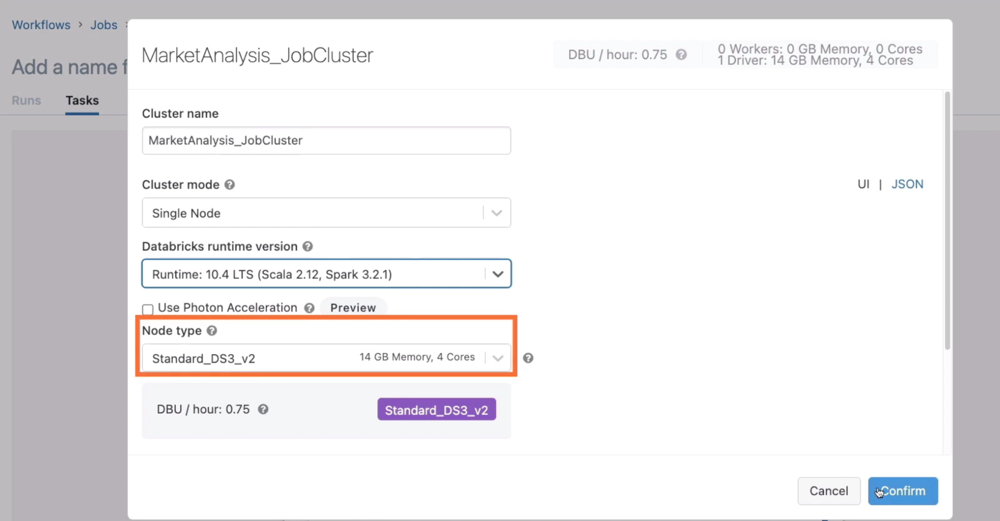 Workflows > Jobs >
Add a name f
Runs Tasks
MarketAnalysis_JobCluster
DBU / hour: 0.75 ?
0 Workers: 0 GB Memory, 0 Cores
1 Driver: 14 GB Memory, 4 Cores
Cluster name
MarketAnalysis_JobCluster
Cluster mode ?
UI | JSON
Single Node
Databricks runtime version ?
Runtime: 10.4 LTS (Scala 2.12, Spark 3.2.1)
Use Photon Acceleration ? Preview
Node type ?
Standard_DS3_v2 14 GB Memory, 4 Cores ?
DBU / hour: 0.75 ? Standard_DS3_v2
Cancel Confirm